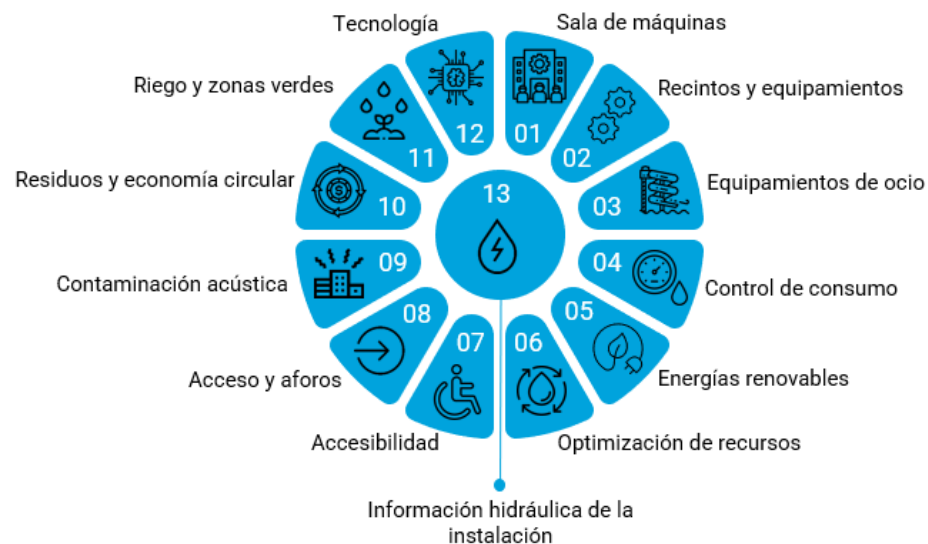 Tecnología
12
Sala de máquinas
01
Recintos y equipamientos
02
Equipamientos de ocio
03
Control de consumo
04
Energías renovables
05
Optimización de recursos
06
Accesibilidad
07
Acceso y aforos
08
Contaminación acústica
09
Residuos y economía circular
10
Riego y zonas verdes
11
13
Información hidráulica de la
instalación